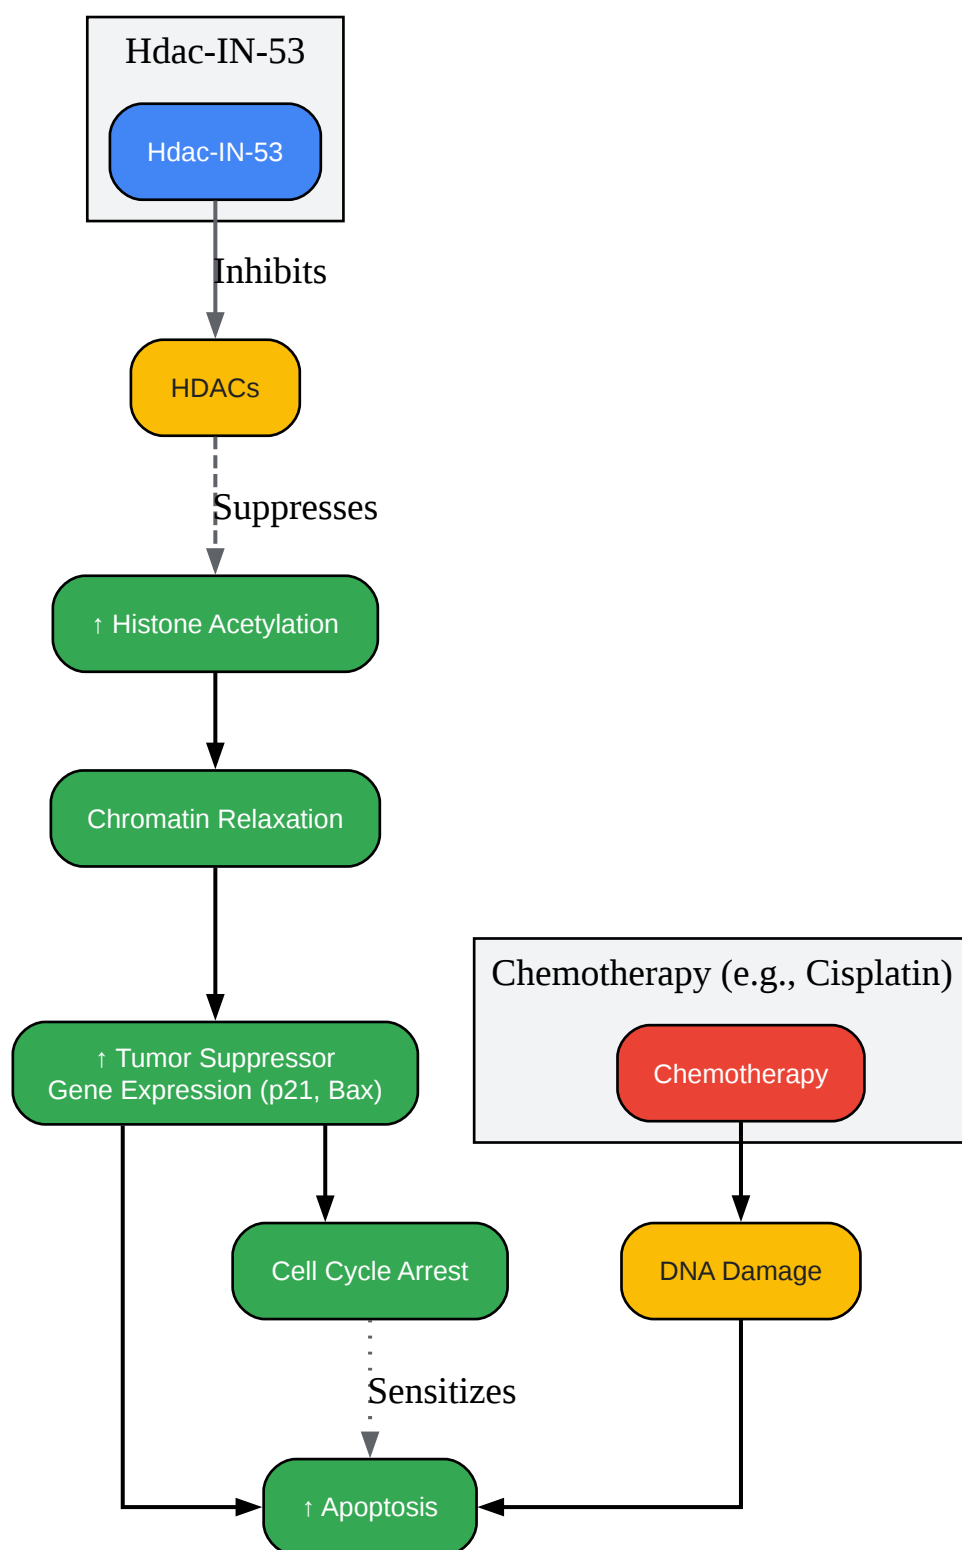 Hdac-IN-53
Hdac-IN-53
Inhibits
HDACs
Suppresses
↑ Histone Acetylation
Chromatin Relaxation
↑ Tumor Suppressor
Gene Expression (p21, Bax)
Chemotherapy (e.g., Cisplatin)
Chemotherapy
Cell Cycle Arrest
DNA Damage
Sensitizes
↑ Apoptosis